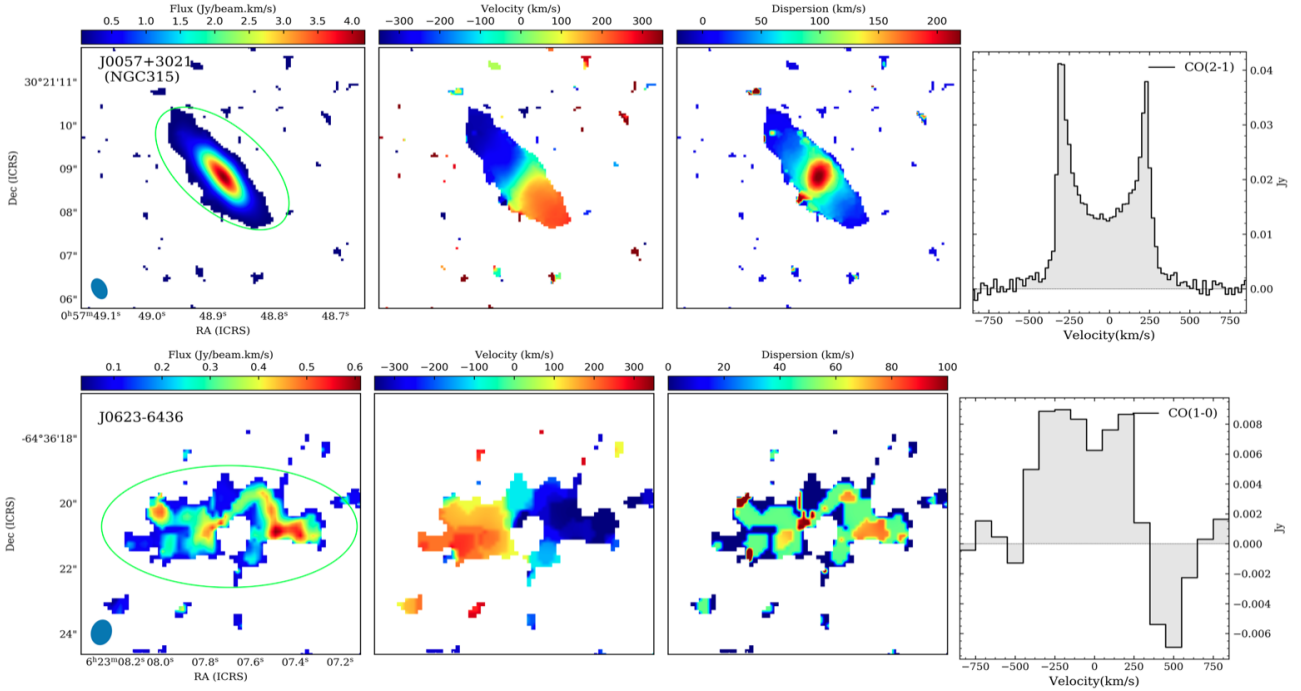 Flux (Jy/beam.km/s)
0.5 1.0 1.5 2.0 2.5 3.0 3.5 4.0
Velocity (km/s)
−300 −200 −100 0 100 200 300
Dispersion (km/s)
0 50 100 150 200
J0057+3021
(NGC315)
30°21'11"
10"
09"
08"
07"
06"
Dec (ICRS)
0ʰ57ᵐ49.1ˢ 49.0ˢ 48.9ˢ 48.8ˢ 48.7ˢ
RA (ICRS)
CO(2-1)
0.04
0.03
0.02
0.01
0.00
Jy
−750 −500 −250 0 250 500 750
Velocity(km/s)
Flux (Jy/beam.km/s)
0.1 0.2 0.3 0.4 0.5 0.6
Velocity (km/s)
−300 −200 −100 0 100 200 300
Dispersion (km/s)
0 20 40 60 80 100
J0623-6436
-64°36'18"
20"
22"
24"
Dec (ICRS)
6ʰ23ᵐ08.2ˢ 08.0ˢ 07.8ˢ 07.6ˢ 07.4ˢ 07.2ˢ
RA (ICRS)
CO(1-0)
0.008
0.006
0.004
0.002
0.000
−0.002
−0.004
−0.006
Jy
−750 −500 −250 0 250 500 750
Velocity(km/s)